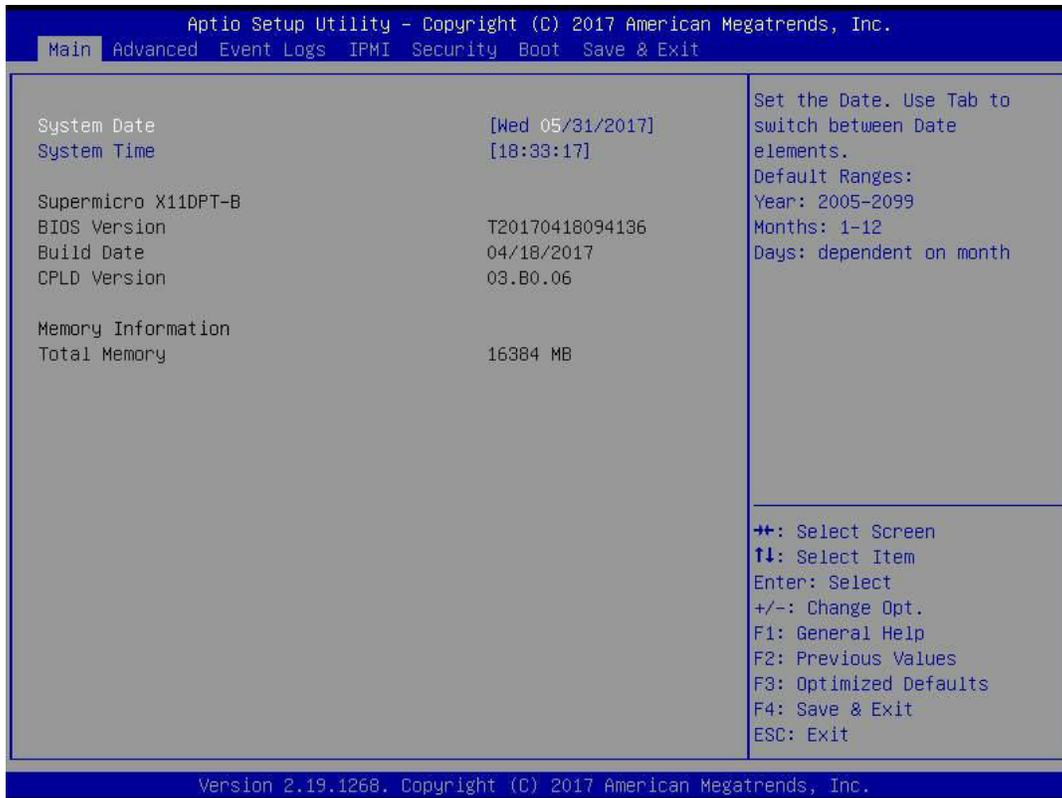 Aptio Setup Utility – Copyright (C) 2017 American Megatrends, Inc.
Main Advanced Event Logs IPMI Security Boot Save & Exit
System Date [Wed 05/31/2017]
System Time [18:33:17]
Supermicro X11DPT-B
BIOS Version T20170418094136
Build Date 04/18/2017
CPLD Version 03.B0.06
Memory Information
Total Memory 16384 MB
Set the Date. Use Tab to
switch between Date
elements.
Default Ranges:
Year: 2005-2099
Months: 1-12
Days: dependent on month
→←: Select Screen
↑↓: Select Item
Enter: Select
+/-: Change Opt.
F1: General Help
F2: Previous Values
F3: Optimized Defaults
F4: Save & Exit
ESC: Exit
Version 2.19.1268. Copyright (C) 2017 American Megatrends, Inc.